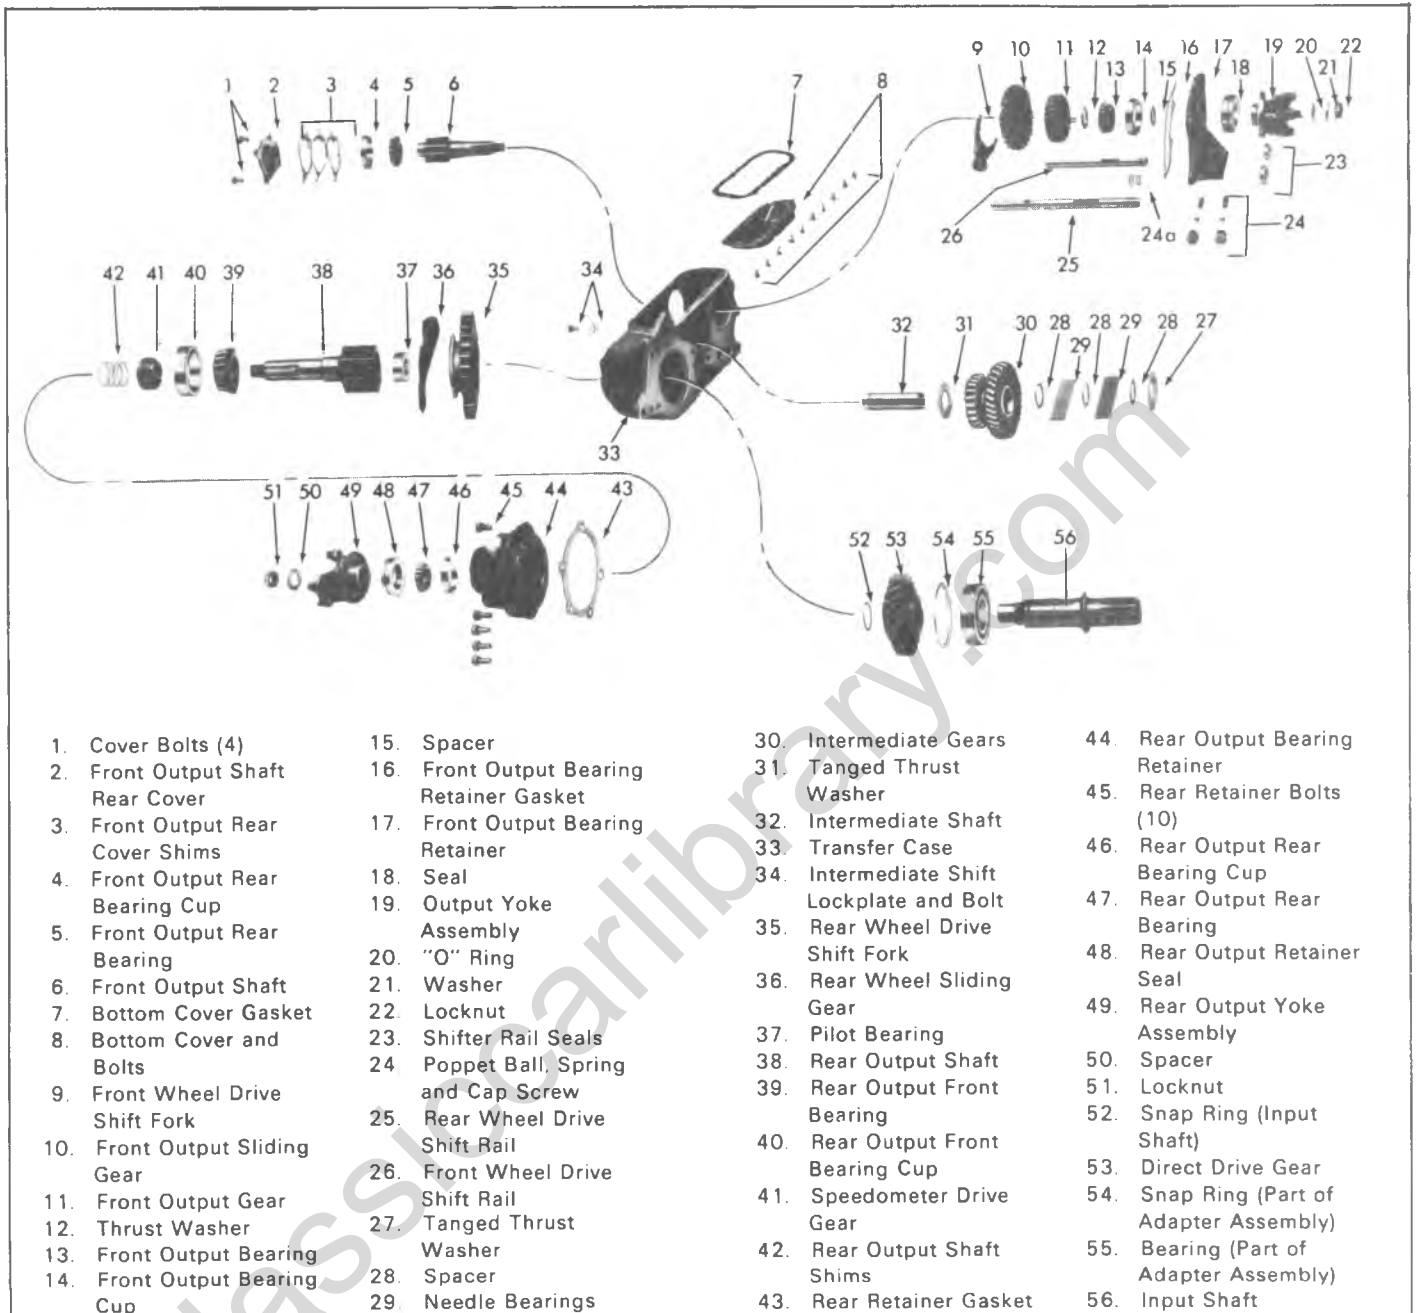 1 2 3 4 5 6 7 8 9 10 11 12 13 14 15 16 17 18 19 20 21 22
23
24
24a
25
26
42 41 40 39 38 37 36 35 34
33
32 31 30 28 29 28 29 28 27
51 50 49 48 47 46 45 44 43
52 53 54 55 56
1. Cover Bolts (4)
2. Front Output Shaft
Rear Cover
3. Front Output Rear
Cover Shims
4. Front Output Rear
Bearing Cup
5. Front Output Rear
Bearing
6. Front Output Shaft
7. Bottom Cover Gasket
8. Bottom Cover and
Bolts
9. Front Wheel Drive
Shift Fork
10. Front Output Sliding
Gear
11. Front Output Gear
12. Thrust Washer
13. Front Output Bearing
14. Front Output Bearing
Cup
15. Spacer
16. Front Output Bearing
Retainer Gasket
17. Front Output Bearing
Retainer
18. Seal
19. Output Yoke
Assembly
20. "O" Ring
21. Washer
22. Locknut
23. Shifter Rail Seals
24 Poppet Ball, Spring
and Cap Screw
25. Rear Wheel Drive
Shift Rail
26. Front Wheel Drive
Shift Rail
27. Tanged Thrust
Washer
28. Spacer
29. Needle Bearings
30. Intermediate Gears
31. Tanged Thrust
Washer
32. Intermediate Shaft
33. Transfer Case
34. Intermediate Shift
Lockplate and Bolt
35. Rear Wheel Drive
Shift Fork
36. Rear Wheel Sliding
Gear
37. Pilot Bearing
38. Rear Output Shaft
39. Rear Output Front
Bearing
40. Rear Output Front
Bearing Cup
41. Speedometer Drive
Gear
42. Rear Output Shaft
Shims
43. Rear Retainer Gasket
44. Rear Output Bearing
Retainer
45. Rear Retainer Bolts
(10)
46. Rear Output Rear
Bearing Cup
47. Rear Output Rear
Bearing
48. Rear Output Retainer
Seal
49. Rear Output Yoke
Assembly
50. Spacer
51. Locknut
52. Snap Ring (Input
Shaft)
53. Direct Drive Gear
54. Snap Ring (Part of
Adapter Assembly)
55. Bearing (Part of
Adapter Assembly)
56. Input Shaft
lassiccarlibrary.com